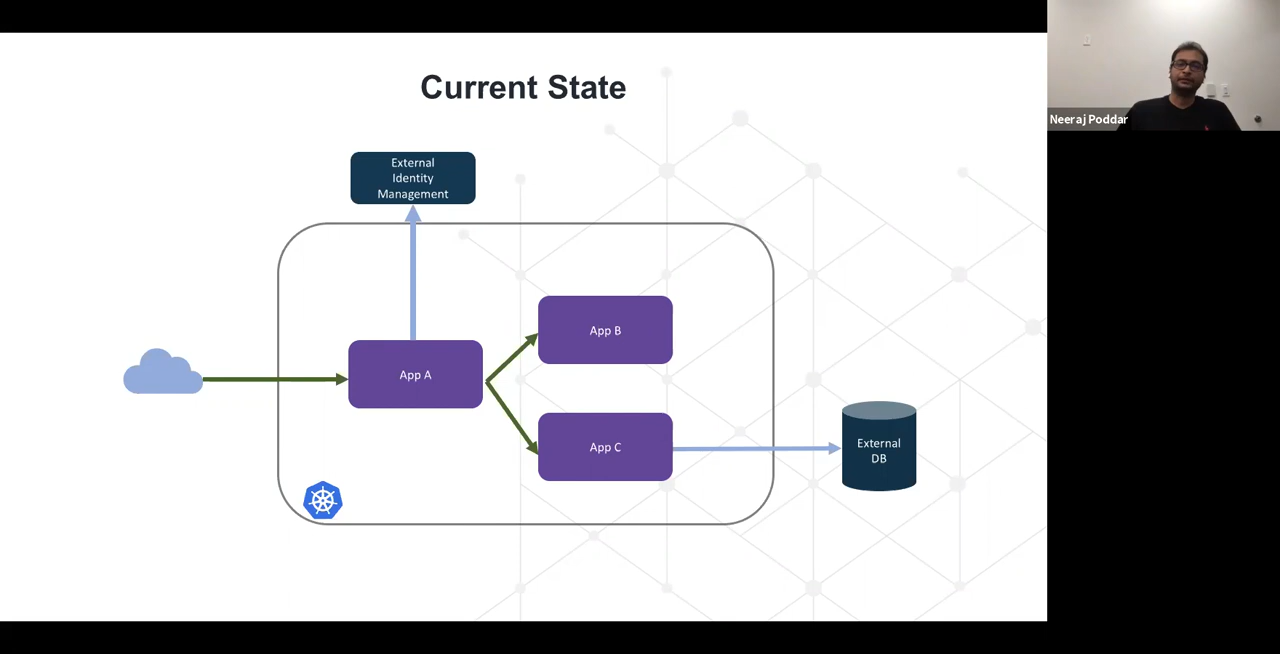 Current State
External
Identity
Management
App A
App B
App C
External
DB
Neeraj Poddar